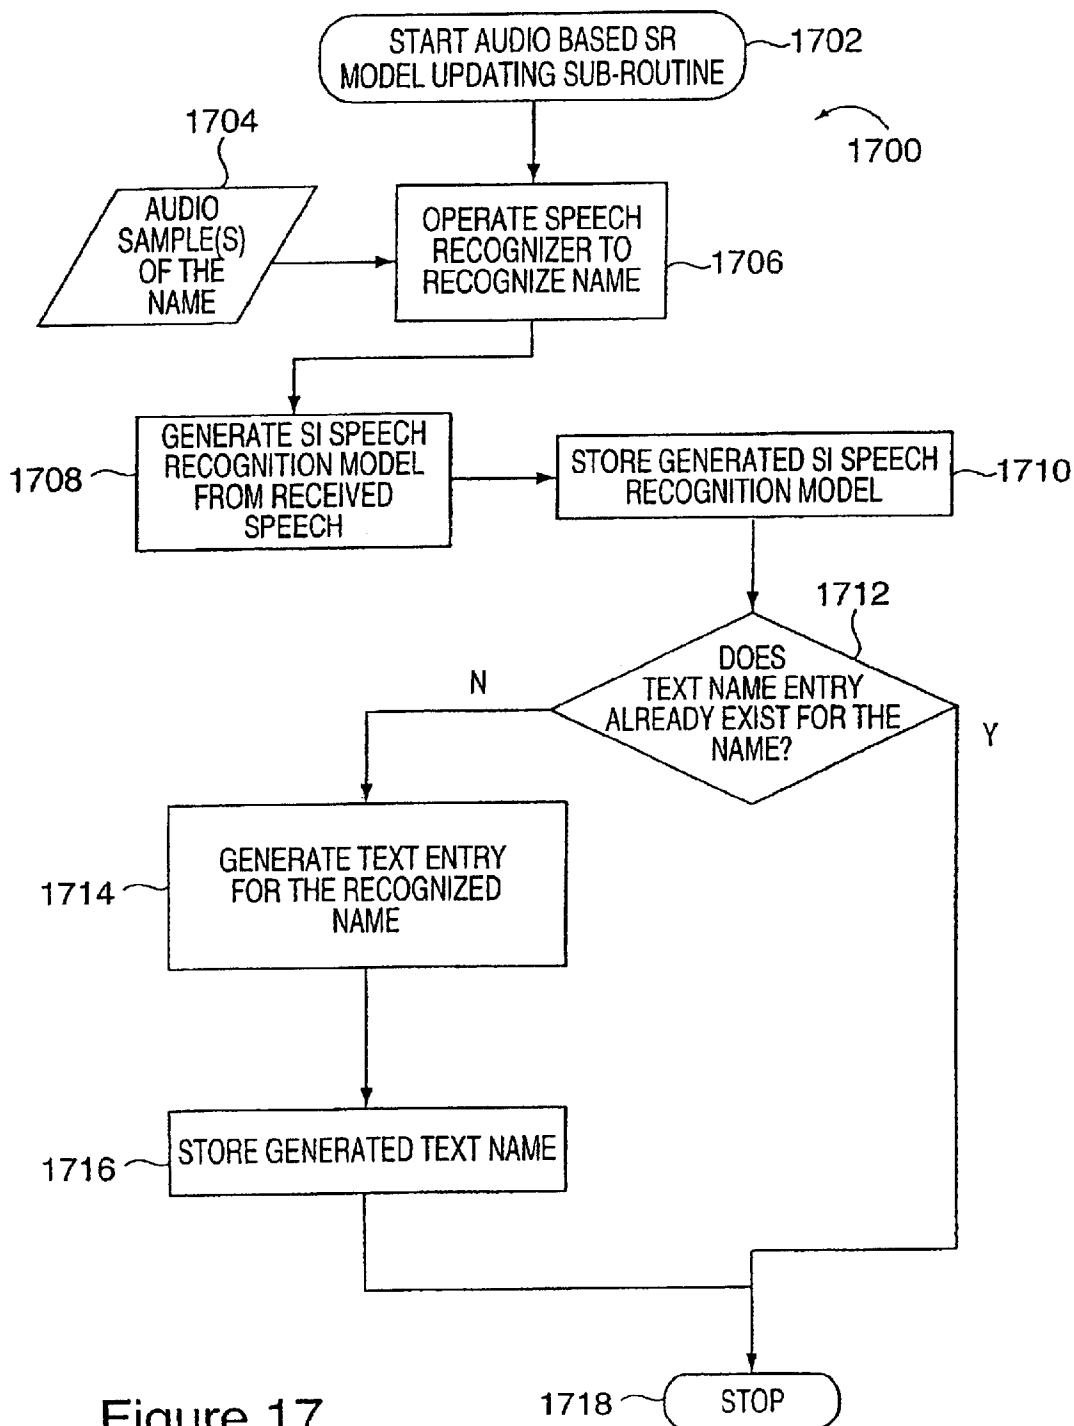 START AUDIO BASED SR
MODEL UPDATING SUB-ROUTINE
1702
1700
1704
AUDIO
SAMPLE(S)
OF THE
NAME
OPERATE SPEECH
RECOGNIZER TO
RECOGNIZE NAME
1706
1708
GENERATE SI SPEECH
RECOGNITION MODEL
FROM RECEIVED
SPEECH
STORE GENERATED SI SPEECH
RECOGNITION MODEL
1710
1712
DOES
TEXT NAME ENTRY
ALREADY EXIST FOR THE
NAME?
N
Y
1714
GENERATE TEXT ENTRY
FOR THE RECOGNIZED
NAME
1716
STORE GENERATED TEXT NAME
1718
STOP
Figure 17